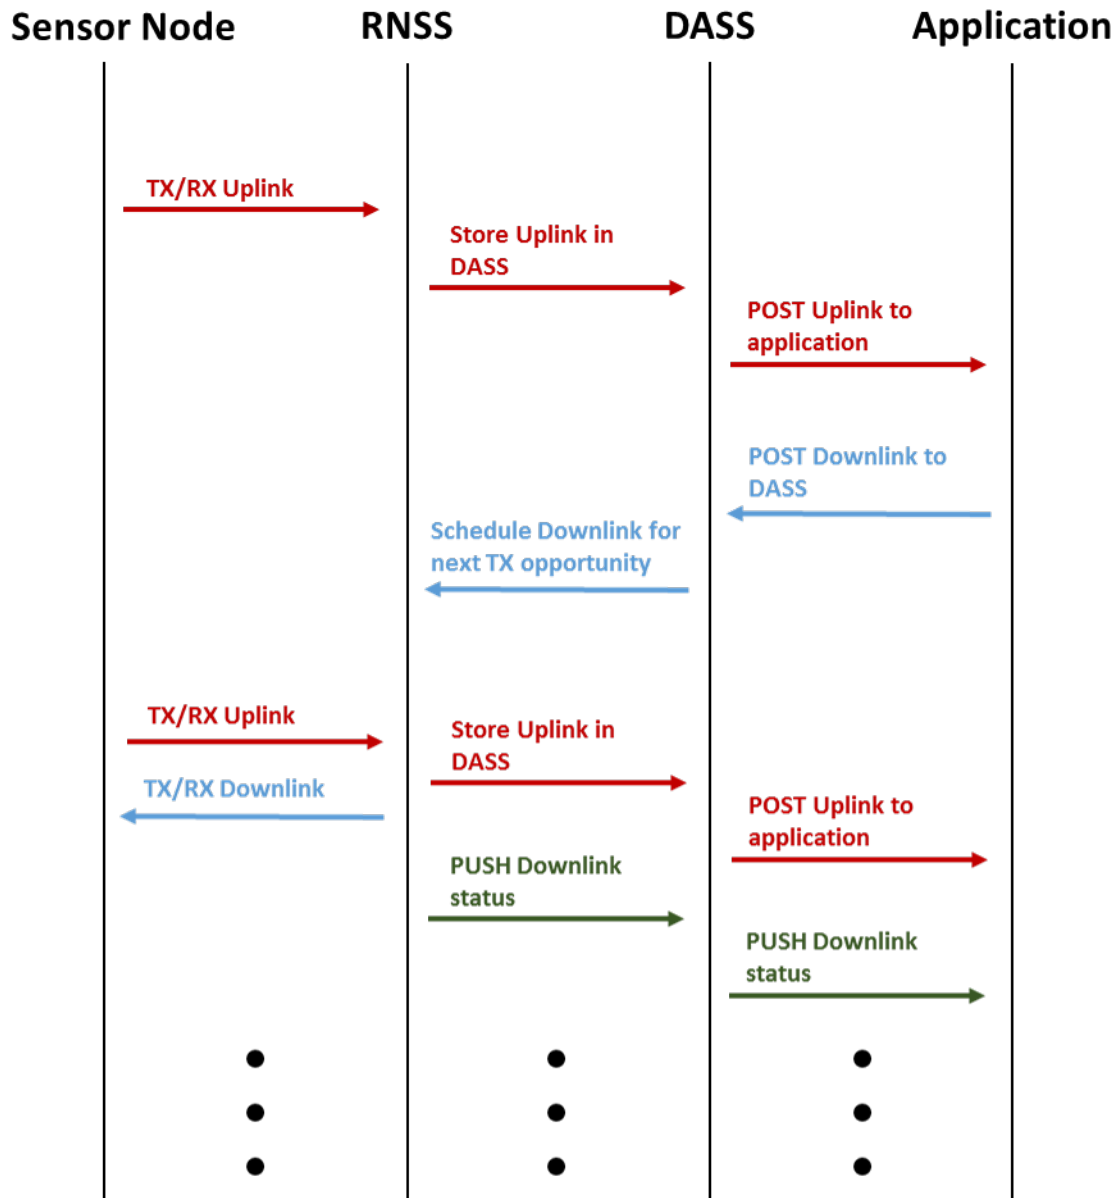 Sensor Node
RNSS
DASS
Application
TX/RX Uplink
Store Uplink in
DASS
POST Uplink to
application
POST Downlink to
DASS
Schedule Downlink for
next TX opportunity
TX/RX Uplink
Store Uplink in
DASS
TX/RX Downlink
POST Uplink to
application
PUSH Downlink
status
PUSH Downlink
status